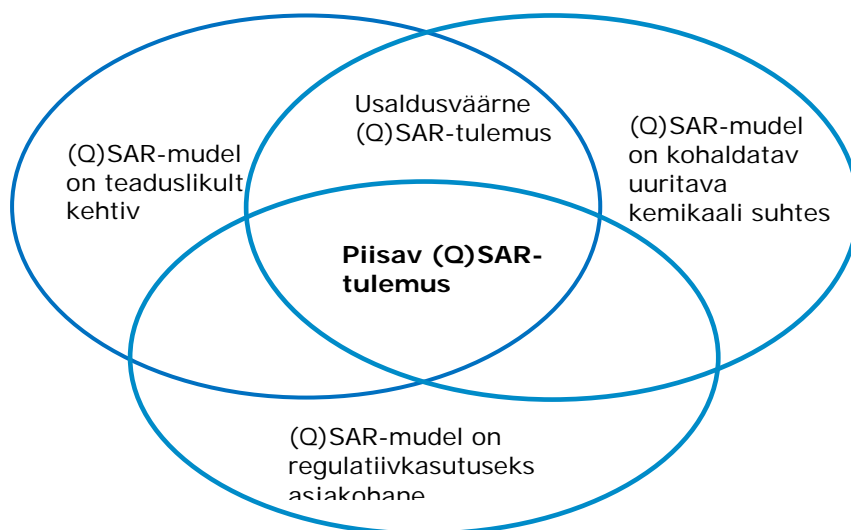 Usaldusväärne
(Q)SAR-tulemus
(Q)SAR-mudel
on teaduslikult
kehtiv
(Q)SAR-mudel
on kohaldatav
uuritava
kemikaali suhtes
Piisav (Q)SAR-
tulemus
(Q)SAR-mudel on
regulatiivkasutuseks
asjakohane